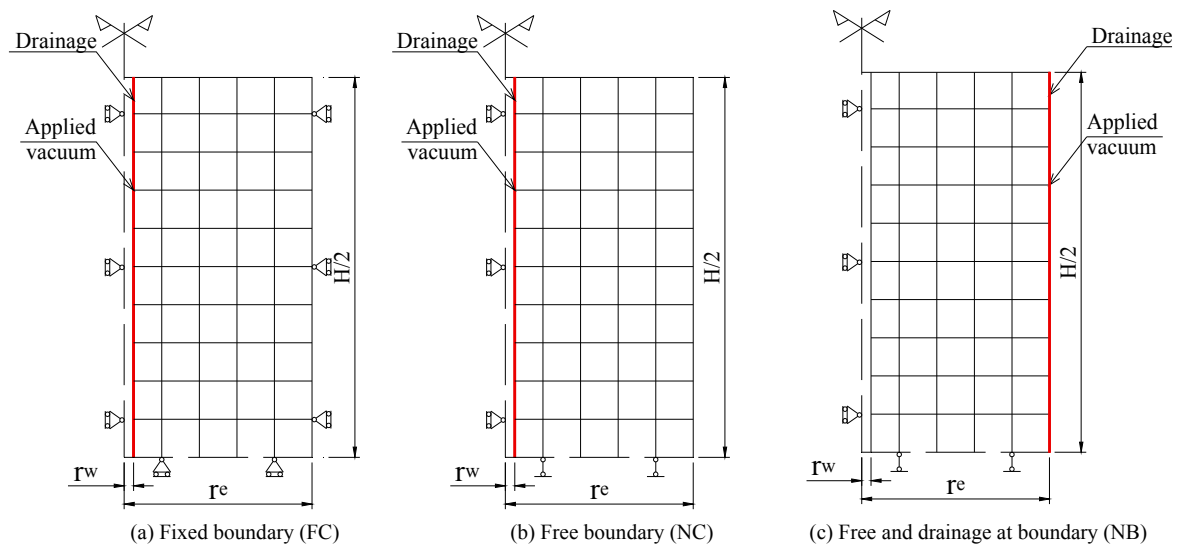 Drainage
Applied
vacuum
H/2
rw
re
(a) Fixed boundary (FC)
Drainage
Applied
vacuum
H/2
rw
re
(b) Free boundary (NC)
Drainage
Applied
vacuum
H/2
rw
re
(c) Free and drainage at boundary (NB)